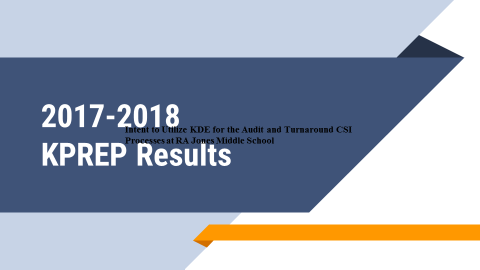 2017-2018
Intent to Utilize KDE for the Audit and Turnaround CSI
Processes at RA Jones Middle School
KPREP Results